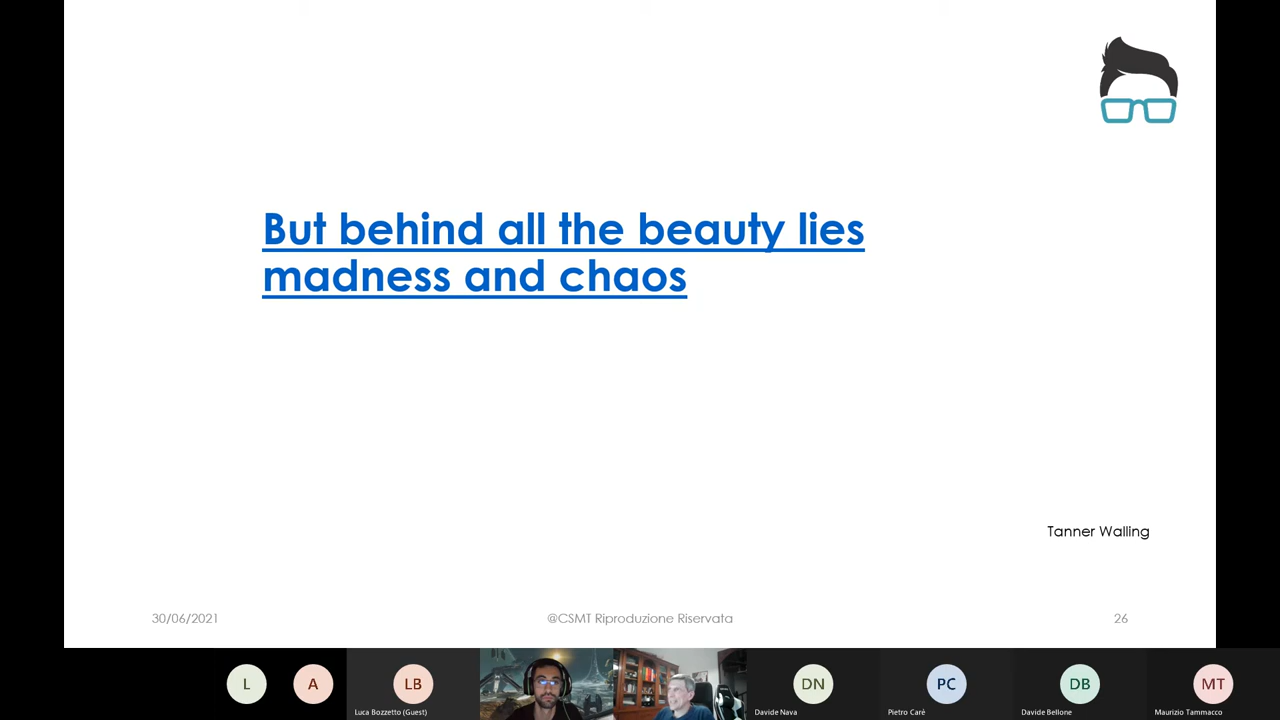 But behind all the beauty lies
madness and chaos
Tanner Walling
30/06/2021
@CSMT Riproduzione Riservata
26
L
A
LB
DN
PC
DB
MT
Luca Bozzetto (Guest)
Davide Nava
Pietro Carè
Davide Bellone
Maurizio Tammacco